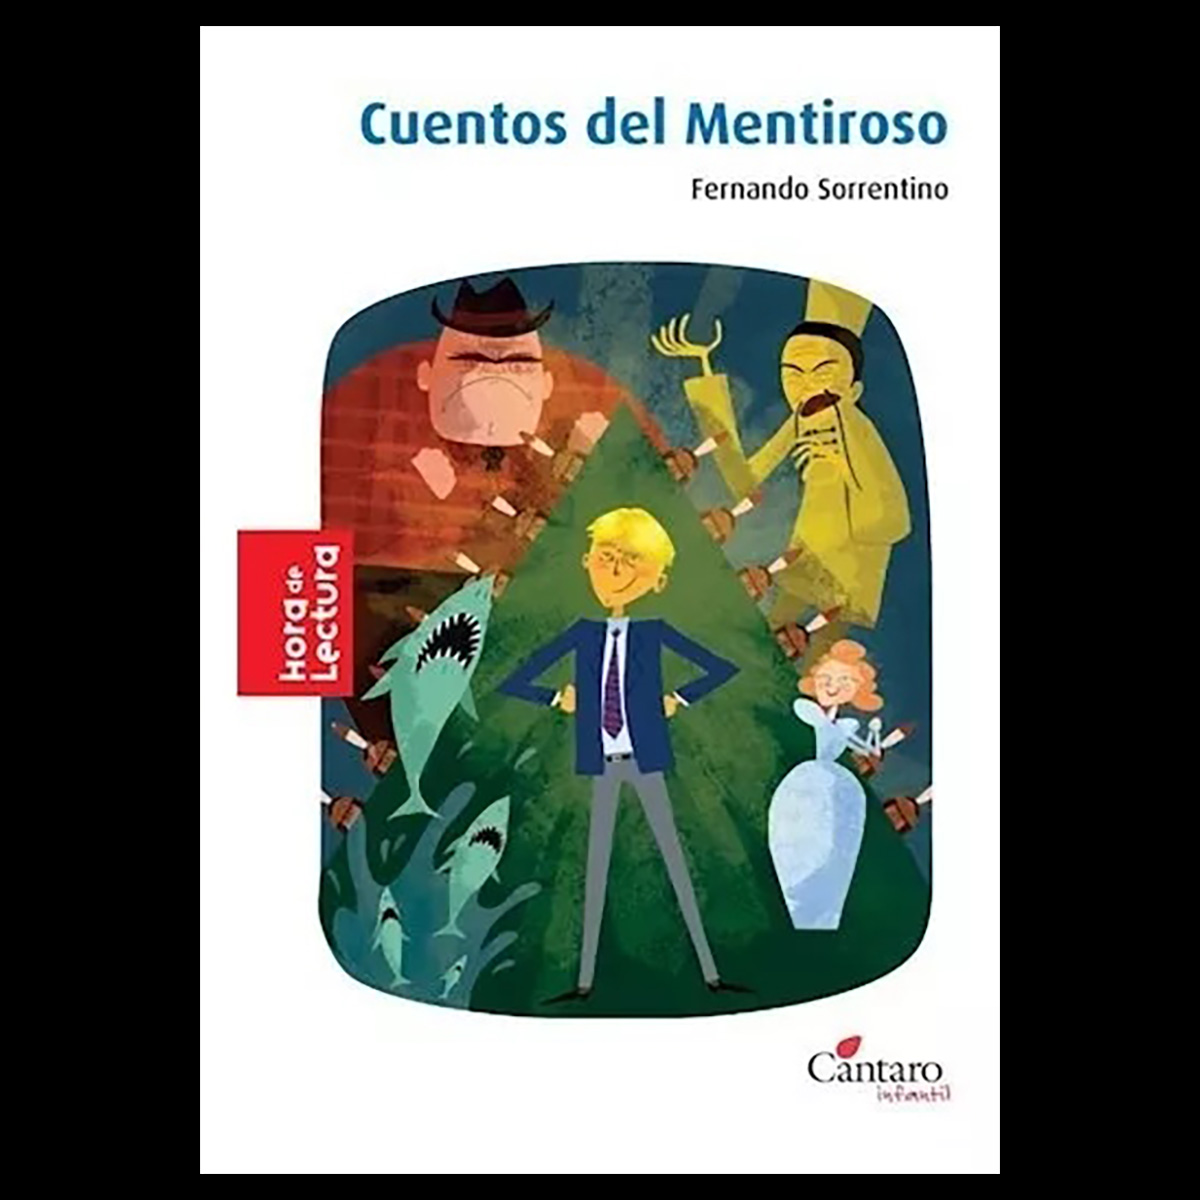 Cuentos del Mentiroso
Fernando Sorrentino
Hora de
Lectura
Cántaro
infantil